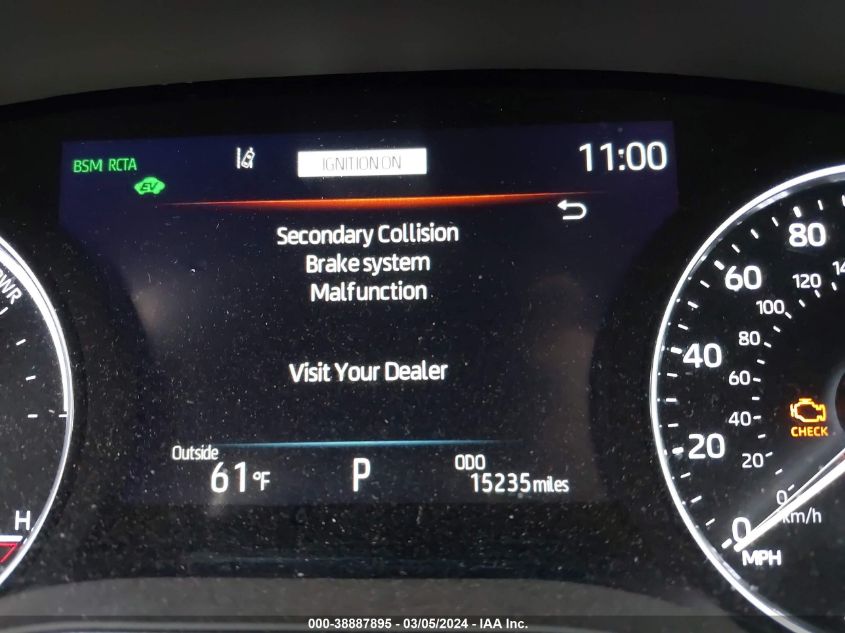 BSM RCTA
IGNITION ON
11:00
EV
Secondary Collision
Brake system
Malfunction
Visit Your Dealer
Outside
61°F
P
ODO
15235 miles
PWR
H
80
60
40
20
0
MPH
120
100
80
60
40
20
0
km/h
CHECK
000-38887895 - 03/05/2024 - IAA Inc.